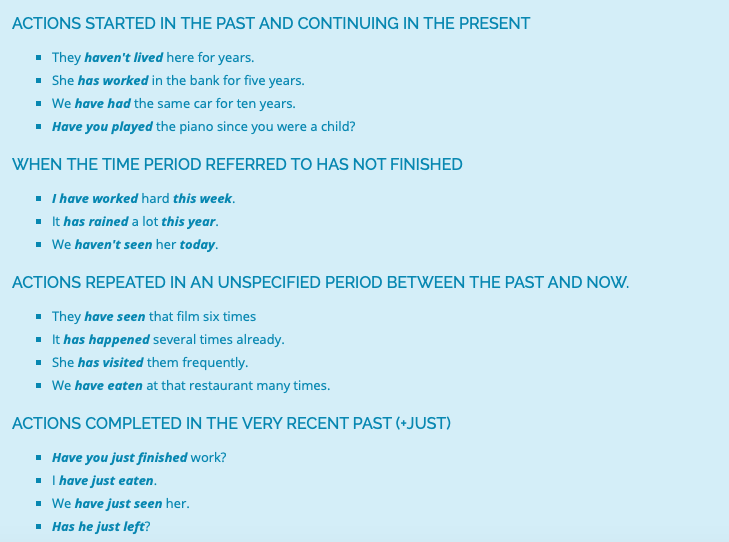 ACTIONS STARTED IN THE PAST AND CONTINUING IN THE PRESENT
They haven't lived here for years.
She has worked in the bank for five years.
We have had the same car for ten years.
Have you played the piano since you were a child?
WHEN THE TIME PERIOD REFERRED TO HAS NOT FINISHED
I have worked hard this week.
It has rained a lot this year.
We haven't seen her today.
ACTIONS REPEATED IN AN UNSPECIFIED PERIOD BETWEEN THE PAST AND NOW.
They have seen that film six times
It has happened several times already.
She has visited them frequently.
We have eaten at that restaurant many times.
ACTIONS COMPLETED IN THE VERY RECENT PAST (+JUST)
Have you just finished work?
I have just eaten.
We have just seen her.
Has he just left?